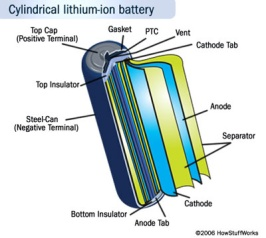 Cylindrical lithium-ion battery
Top Cap
(Positive Terminal)
Gasket
PTC
Vent
Cathode Tab
Top Insulator
Steel-Can
(Negative Terminal)
Anode
Separator
Cathode
Anode Tab
Bottom Insulator
©2006 HowStuffWorks